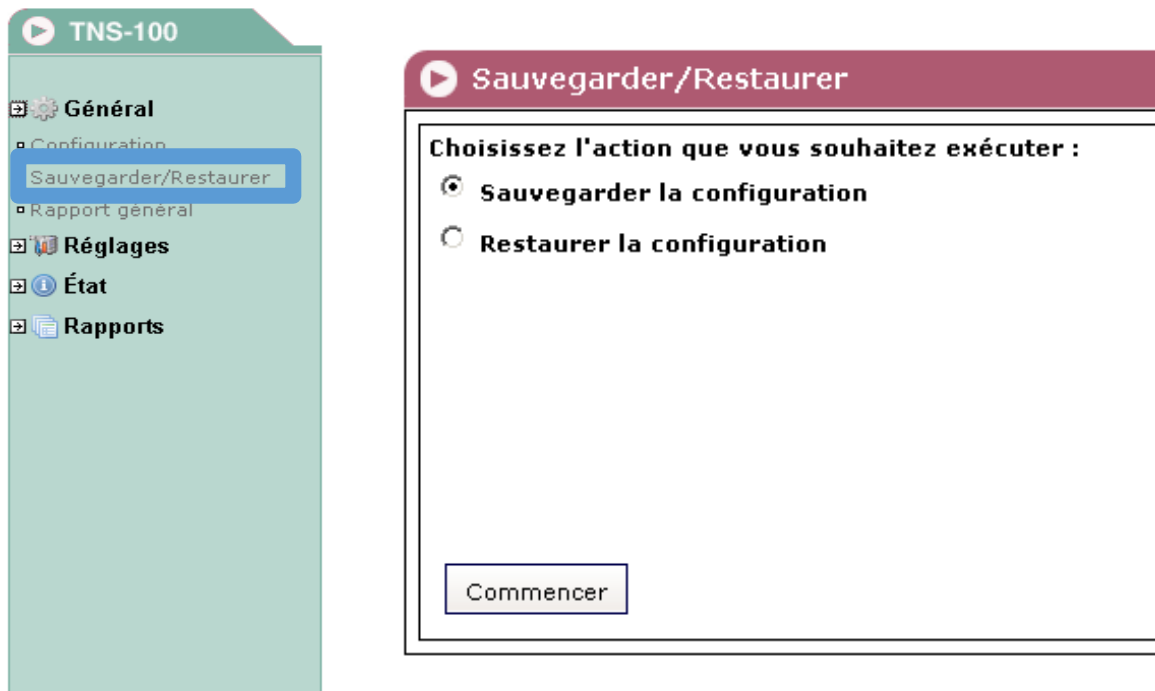 TNS-100
Général
Configuration
Sauvegarder/Restaurer
Rapport général
Réglages
État
Rapports
Sauvegarder/Restaurer
Choisissez l'action que vous souhaitez exécuter :
Sauvegarder la configuration
Restaurer la configuration
Commencer